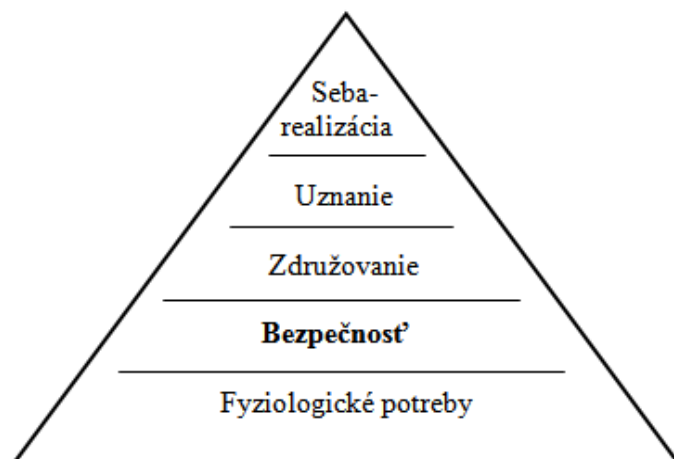 Seba-
realizácia
Uznanie
Združovanie
Bezpečnosť
Fyziologické potreby